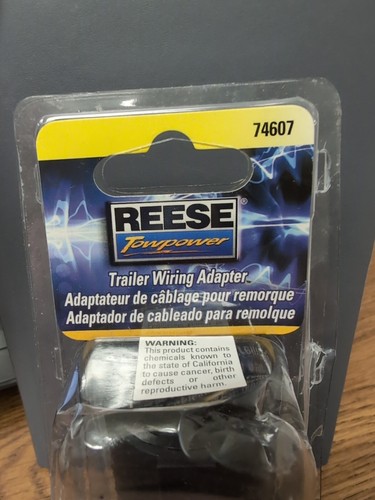 74607
REESE®
Towpower
Trailer Wiring Adapter
Adaptateur de câblage pour remorque
Adaptador de cableado para remolque
WARNING:
This product contains
chemicals known to
the state of California
to cause cancer, birth
defects or other
reproductive harm.